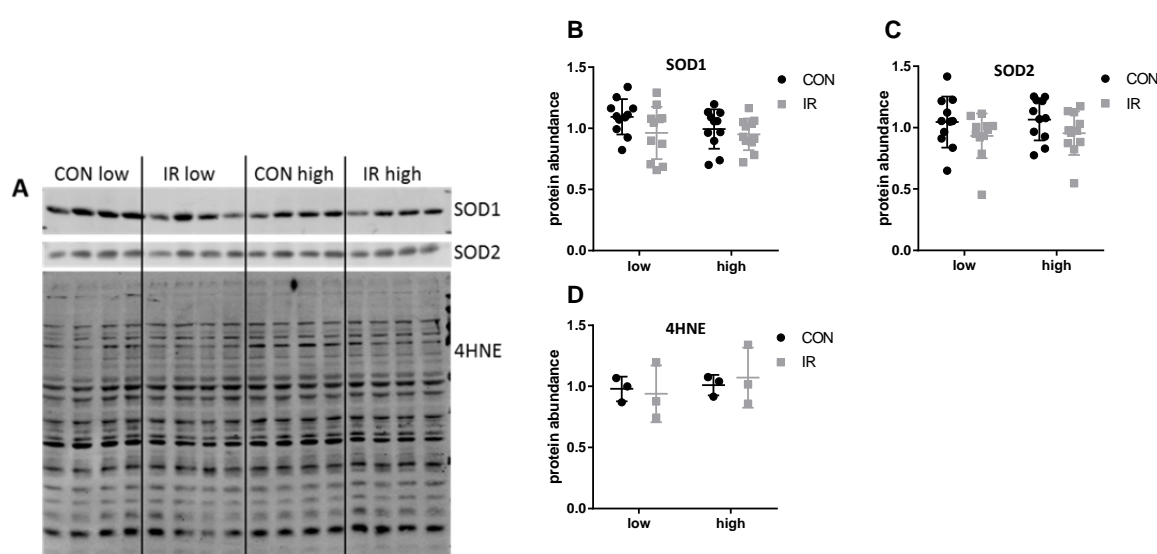 A
CON low
IR low
CON high
IR high
SOD1
SOD2
4HNE
B
SOD1
CON
IR
protein abundance
1.5
1.0
0.5
0.0
low
high
C
SOD2
CON
IR
protein abundance
1.5
1.0
0.5
0.0
low
high
D
4HNE
CON
IR
protein abundance
1.5
1.0
0.5
0.0
low
high